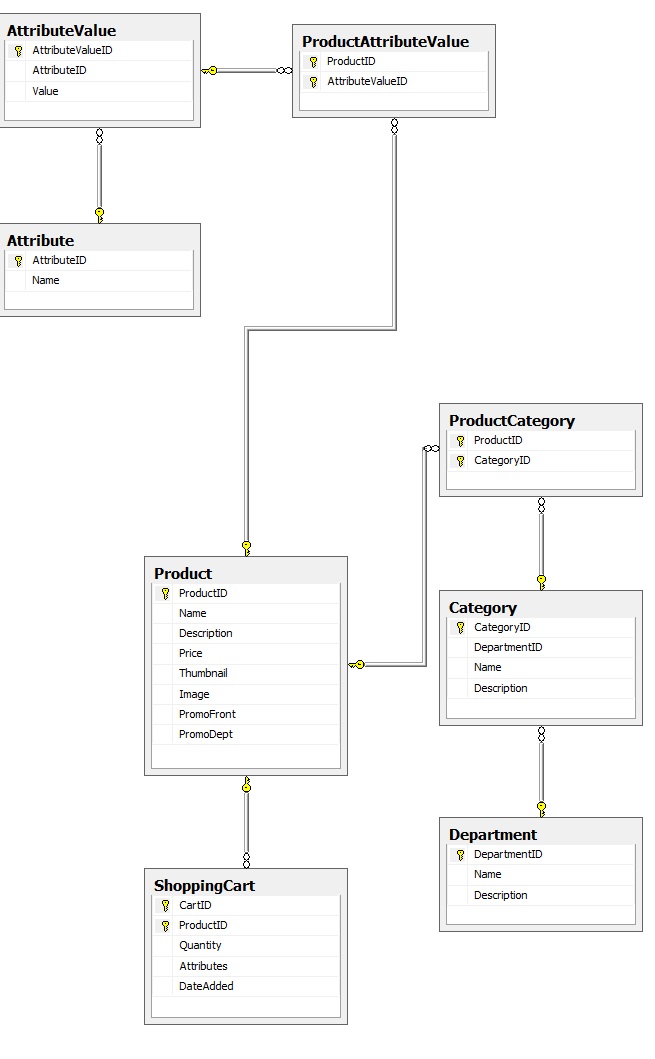 AttributeValue
AttributeValueID
AttributeID
Value
ProductAttributeValue
ProductID
AttributeValueID
Attribute
AttributeID
Name
ProductCategory
ProductID
CategoryID
Product
ProductID
Name
Description
Price
Thumbnail
Image
PromoFront
PromoDept
Category
CategoryID
DepartmentID
Name
Description
Department
DepartmentID
Name
Description
ShoppingCart
CartID
ProductID
Quantity
Attributes
DateAdded